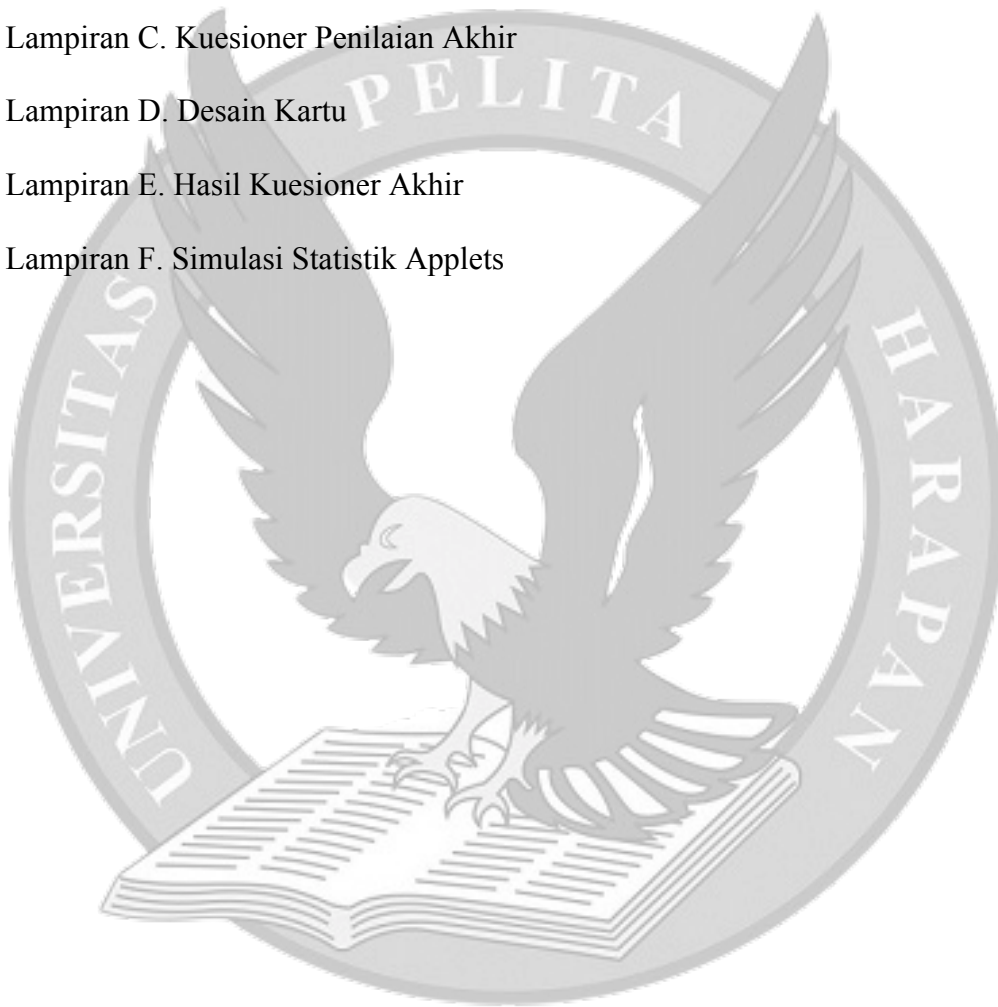 Lampiran C. Kuesioner Penilaian Akhir
Lampiran D. Desain Kartu
Lampiran E. Hasil Kuesioner Akhir
Lampiran F. Simulasi Statistik Applets
UNIVERSITAS PELITA HARAPAN